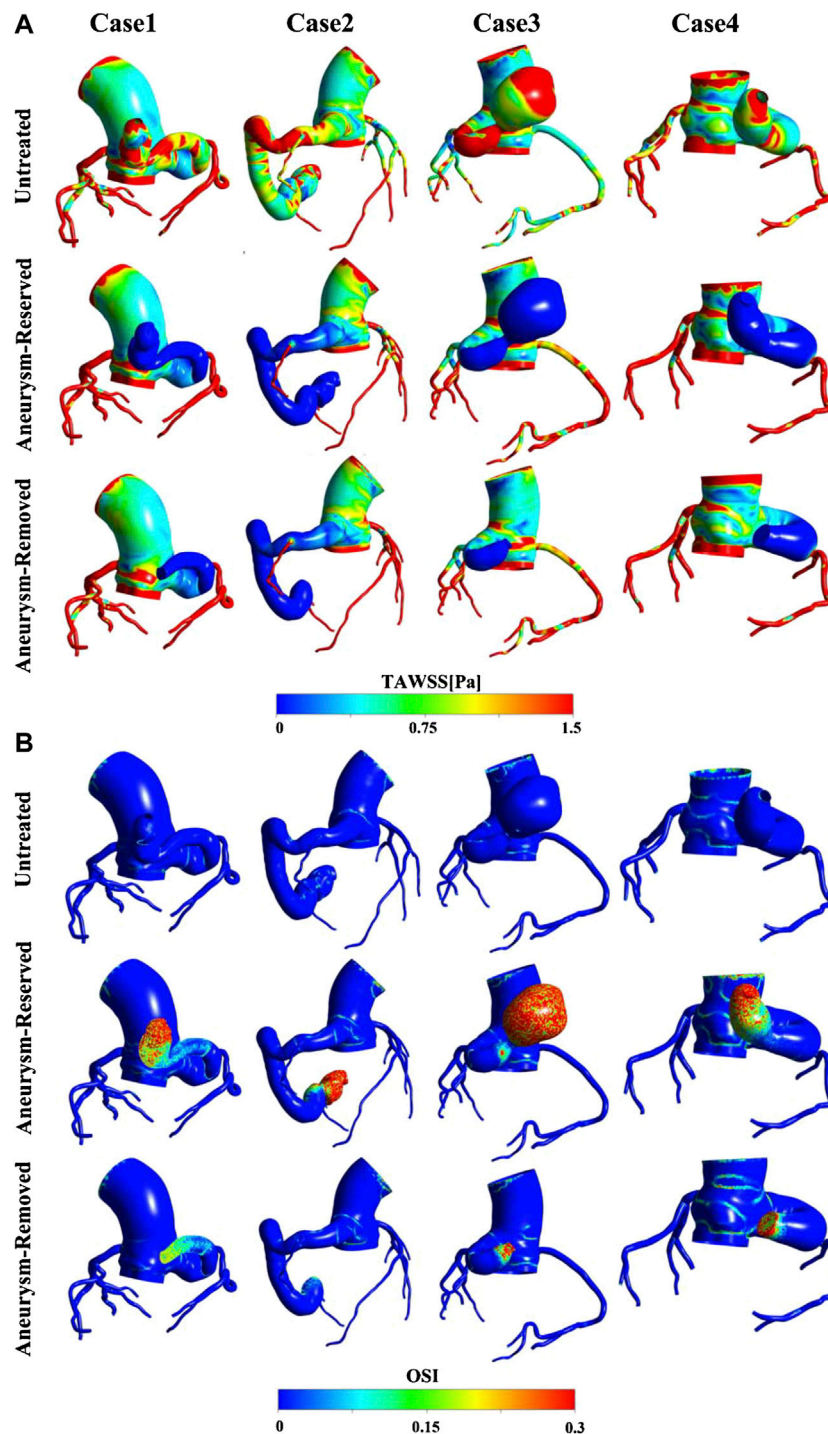 A
Case1 Case2 Case3 Case4
Untreated
Aneurysm-Reserved
Aneurysm-Removed
TAWSS[Pa]
0 0.75 1.5
B
Untreated
Aneurysm-Reserved
Aneurysm-Removed
OSI
0 0.15 0.3